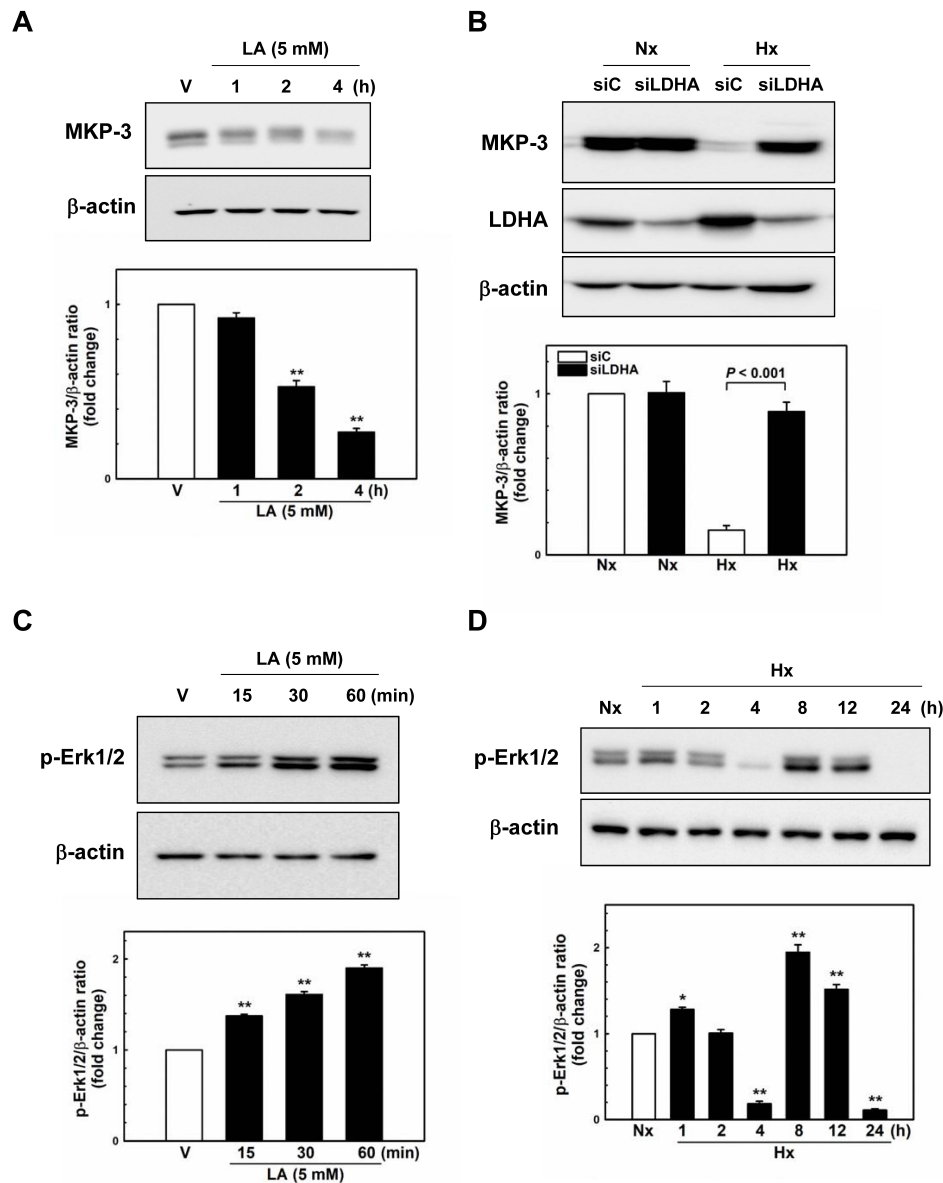 A
LA (5 mM)
V 1 2 4 (h)
MKP-3
β-actin
MKP-3/β-actin ratio
(fold change)
1
0
** **
V 1 2 4 (h)
LA (5 mM)
B
Nx Hx
siC siLDHA siC siLDHA
MKP-3
LDHA
β-actin
MKP-3/β-actin ratio
(fold change)
siC
siLDHA
P < 0.001
1
0
Nx Nx Hx Hx
C
LA (5 mM)
V 15 30 60 (min)
p-Erk1/2
β-actin
p-Erk1/2/β-actin ratio
(fold change)
2
1
0
** ** **
V 15 30 60 (min)
LA (5 mM)
D
Hx
Nx 1 2 4 8 12 24 (h)
p-Erk1/2
β-actin
p-Erk1/2/β-actin ratio
(fold change)
2
1
0
* ** ** ** **
Nx 1 2 4 8 12 24 (h)
Hx